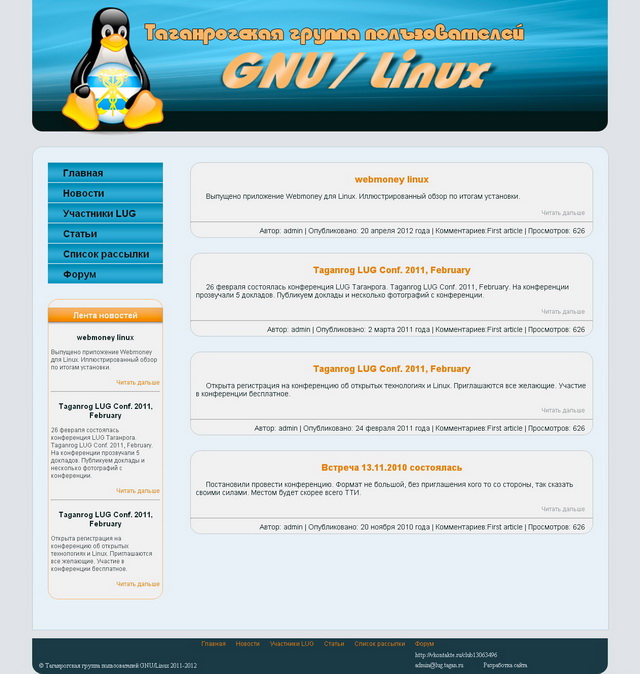 Таганрогская группа пользователей
GNU / Linux
Главная
Новости
Участники LUG
Статьи
Список рассылки
Форум
Лента новостей
webmoney linux
Выпущено приложение Webmoney
для Linux. Иллюстрированный обзор
по итогам установки.
Читать дальше
Taganrog LUG Conf. 2011,
February
26 февраля состоялась
конференция LUG Таганрога.
Taganrog LUG Conf. 2011, February.
На конференции прозвучали 5
докладов. Публикуем доклады и
несколько фотографий с
конференции.
Читать дальше
Taganrog LUG Conf. 2011,
February
Открыта регистрация на
конференцию об открытых
технологиях и Linux. Приглашаются
все желающие. Участие в
конференции бесплатное.
Читать дальше
webmoney linux
Выпущено приложение Webmoney для Linux. Иллюстрированный обзор по итогам установки.
Читать дальше
Автор: admin | Опубликовано: 20 апреля 2012 года | Комментариев:First article | Просмотров: 626
Taganrog LUG Conf. 2011, February
26 февраля состоялась конференция LUG Таганрога. Taganrog LUG Conf. 2011, February. На конференции
прозвучали 5 докладов. Публикуем доклады и несколько фотографий с конференции.
Читать дальше
Автор: admin | Опубликовано: 2 марта 2011 года | Комментариев:First article | Просмотров: 626
Taganrog LUG Conf. 2011, February
Открыта регистрация на конференцию об открытых технологиях и Linux. Приглашаются все желающие. Участие
в конференции бесплатное.
Читать дальше
Автор: admin | Опубликовано: 24 февраля 2011 года | Комментариев:First article | Просмотров: 626
Встреча 13.11.2010 состоялась
Постановили провести конференцию. Формат не большой, без приглашения кого то со стороны, так сказать
своими силами. Местом будет скорее всего ТТИ.
Читать дальше
Автор: admin | Опубликовано: 20 ноября 2010 года | Комментариев:First article | Просмотров: 626
Главная Новости Участники LUG Статьи Список рассылки Форум
http://vkontakte.ru/club13063496
© Таганрогская группа пользователей GNU/Linux 2011-2012 admin@lug.tagan.ru Разработка сайта